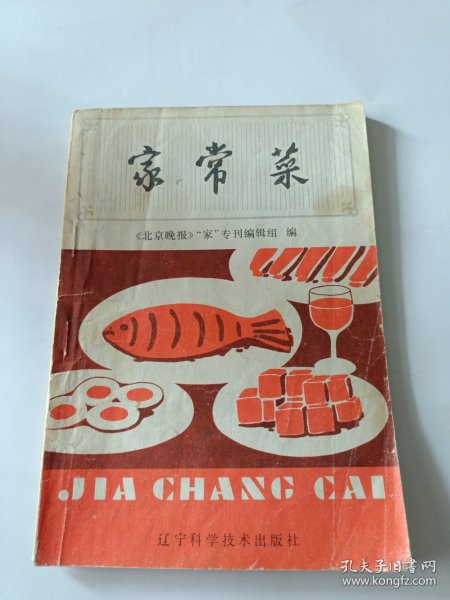 家常菜
《北京晚报》“家”专刊编辑组 编
JIA CHANG CAI
辽宁科学技术出版社
孔夫子旧书网
www.kongfz.com